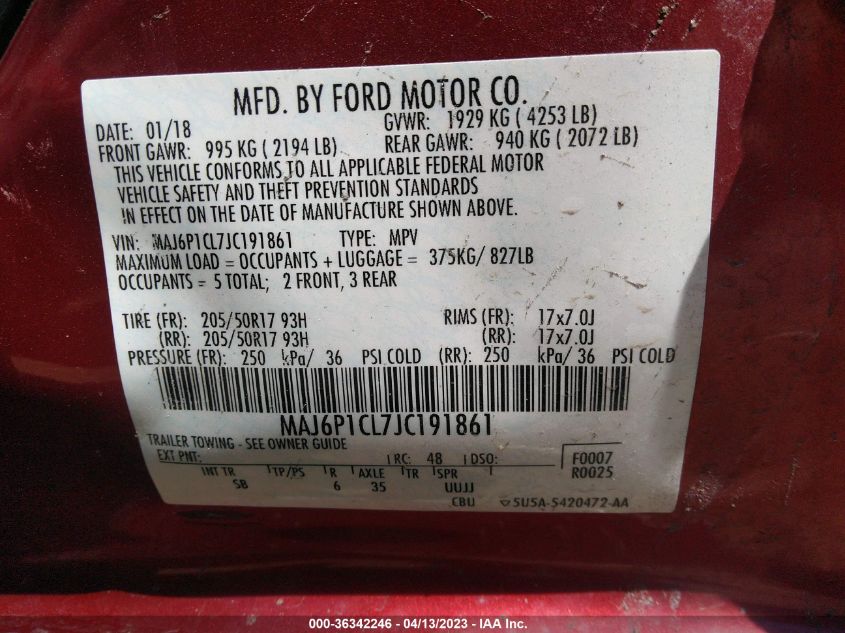 MFD. BY FORD MOTOR CO.
DATE: 01/18 GVWR: 1929 KG ( 4253 LB)
FRONT GAWR: 995 KG ( 2194 LB) REAR GAWR: 940 KG ( 2072 LB)
THIS VEHICLE CONFORMS TO ALL APPLICABLE FEDERAL MOTOR
VEHICLE SAFETY AND THEFT PREVENTION STANDARDS
IN EFFECT ON THE DATE OF MANUFACTURE SHOWN ABOVE.
VIN: MAJ6P1CL7JC191861 TYPE: MPV
MAXIMUM LOAD = OCCUPANTS + LUGGAGE = 375KG/ 827LB
OCCUPANTS = 5 TOTAL; 2 FRONT, 3 REAR
TIRE (FR): 205/50R17 93H RIMS (FR): 17x7.0J
(RR): 205/50R17 93H (RR): 17x7.0J
PRESSURE (FR): 250 kPa/ 36 PSI COLD (RR): 250 kPa/ 36 PSI COLD
MAJ6P1CL7JC191861
TRAILER TOWING - SEE OWNER GUIDE
EXT PNT: RC: 48 DSO: F0007
R0025
INT TR TP/PS R AXLE TR SPR
SB 6 35 UUJJ
CBU 5U5A-5420472-AA
000-36342246 - 04/13/2023 - IAA Inc.